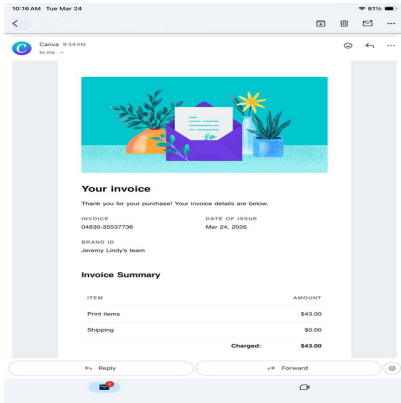 10:16 AM Tue Mar 24
81%
Canva 9:54 AM
to me
Your invoice
Thank you for your purchase! Your invoice details are below.
INVOICE
04830-35537736
DATE OF ISSUE
Mar 24, 2026
BRAND ID
Jeremy Lindy's team
Invoice Summary
ITEM AMOUNT
Print items $43.00
Shipping $0.00
Charged: $43.00
Reply
Forward